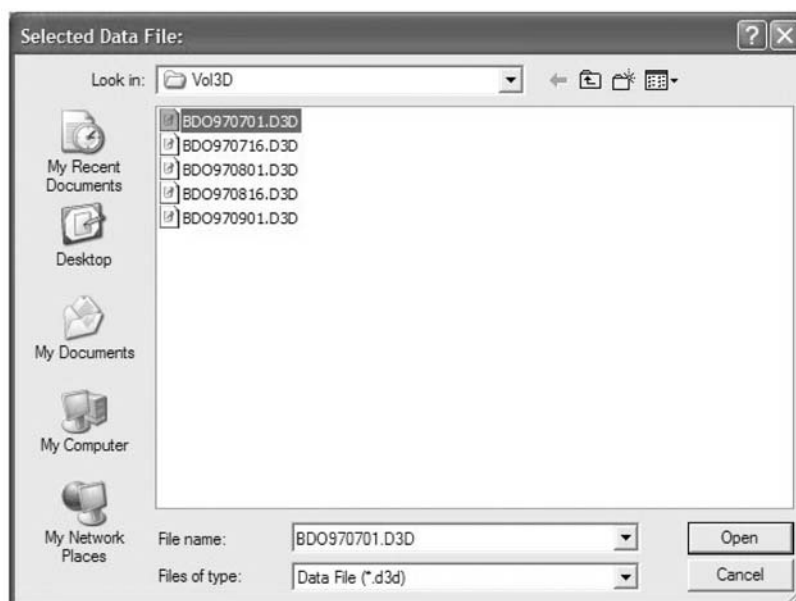 Selected Data File:
Look in: Vol3D
BDO970701.D3D
BDO970716.D3D
BDO970801.D3D
BDO970816.D3D
BDO970901.D3D
My Recent
Documents
Desktop
My Documents
My Computer
My Network
Places
File name: BDO970701.D3D Open
Files of type: Data File (*.d3d) Cancel